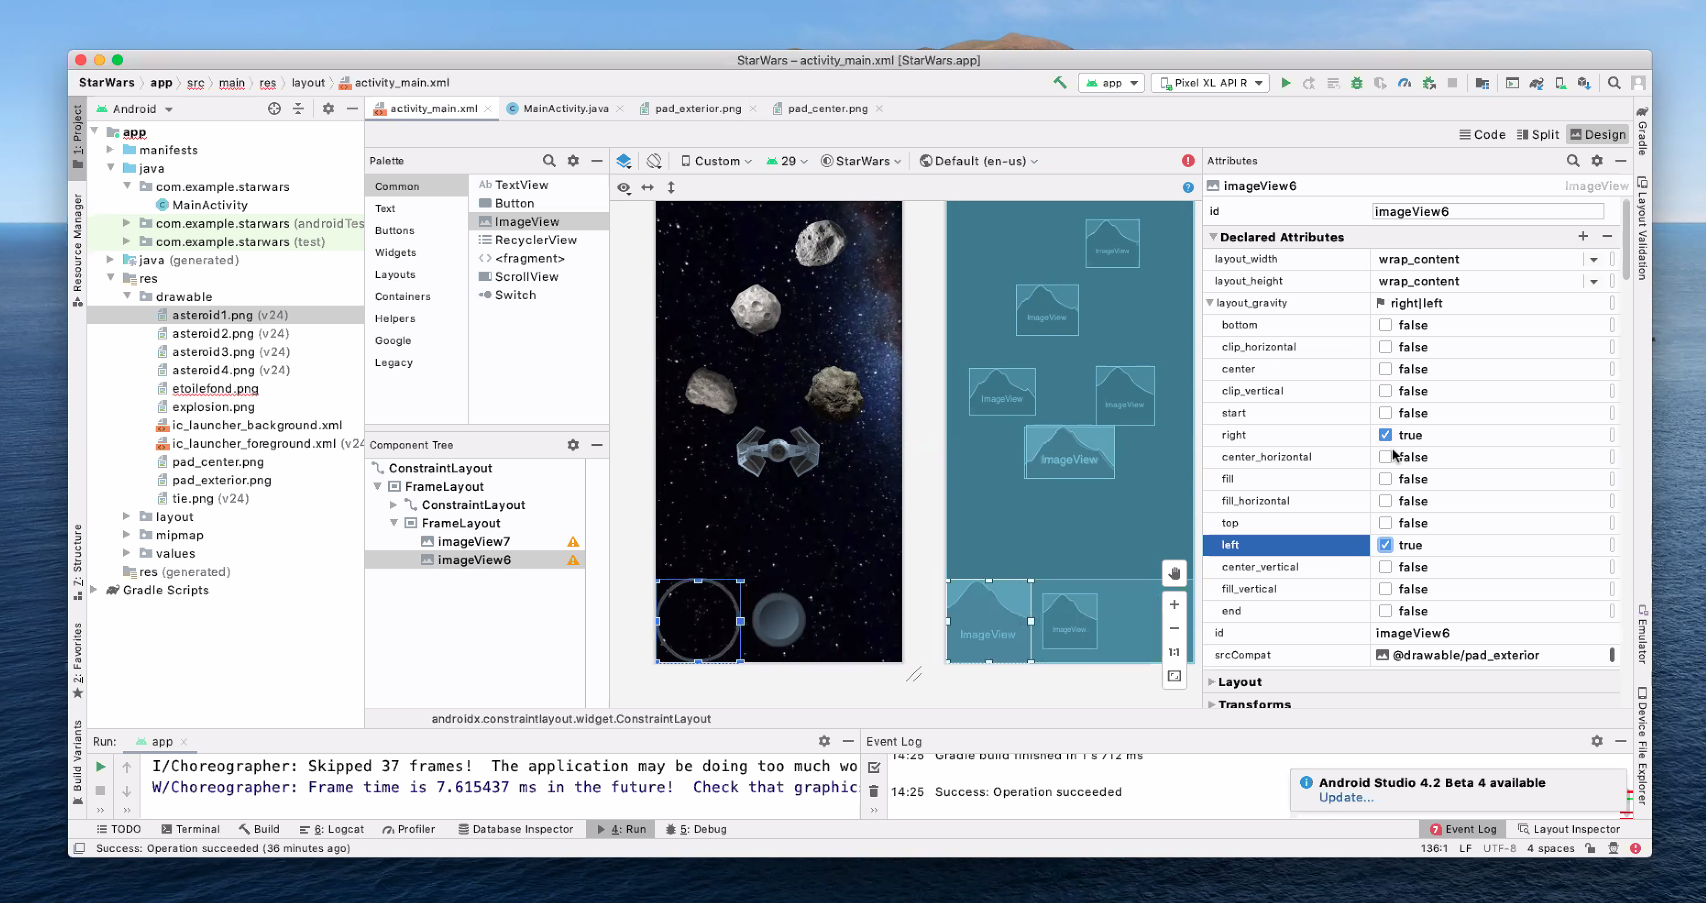 StarWars – activity_main.xml [StarWars.app]
StarWars app src main res layout activity_main.xml
app Pixel XL API R
1: Project
Resource Manager
7: Structure
2: Favorites
Build Variants
Android
app
manifests
java
com.example.starwars
MainActivity
com.example.starwars (androidTes
com.example.starwars (test)
java (generated)
res
drawable
asteroid1.png (v24)
asteroid2.png (v24)
asteroid3.png (v24)
asteroid4.png (v24)
etoilefond.png
explosion.png
ic_launcher_background.xml
ic_launcher_foreground.xml (v24
pad_center.png
pad_exterior.png
tie.png (v24)
layout
mipmap
values
res (generated)
Gradle Scripts
activity_main.xml MainActivity.java pad_exterior.png pad_center.png
Code Split Design
Palette
Common
Text
Buttons
Widgets
Layouts
Containers
Helpers
Google
Legacy
Ab TextView
Button
ImageView
RecyclerView
<fragment>
ScrollView
Switch
Component Tree
ConstraintLayout
FrameLayout
ConstraintLayout
FrameLayout
imageView7
imageView6
Custom 29 StarWars Default (en-us)
ImageView
ImageView
ImageView
ImageView
ImageView
ImageView
ImageView
1:1
androidx.constraintlayout.widget.ConstraintLayout
Attributes
imageView6 ImageView
id imageView6
Declared Attributes
layout_width wrap_content
layout_height wrap_content
layout_gravity right|left
bottom false
clip_horizontal false
center false
clip_vertical false
start false
right true
center_horizontal false
fill false
fill_horizontal false
top false
left true
center_vertical false
fill_vertical false
end false
id imageView6
srcCompat @drawable/pad_exterior
Layout
Transforms
Gradle
Layout Validation
Emulator
Device File Explorer
Run: app
I/Choreographer: Skipped 37 frames! The application may be doing too much wo
W/Choreographer: Frame time is 7.615437 ms in the future! Check that graphic
Event Log
14:25 Gradle build finished in 1 s 712 ms
14:25 Success: Operation succeeded
Android Studio 4.2 Beta 4 available
Update...
TODO Terminal Build 6: Logcat Profiler Database Inspector 4: Run 5: Debug 7 Event Log Layout Inspector
Success: Operation succeeded (36 minutes ago) 136:1 LF UTF-8 4 spaces